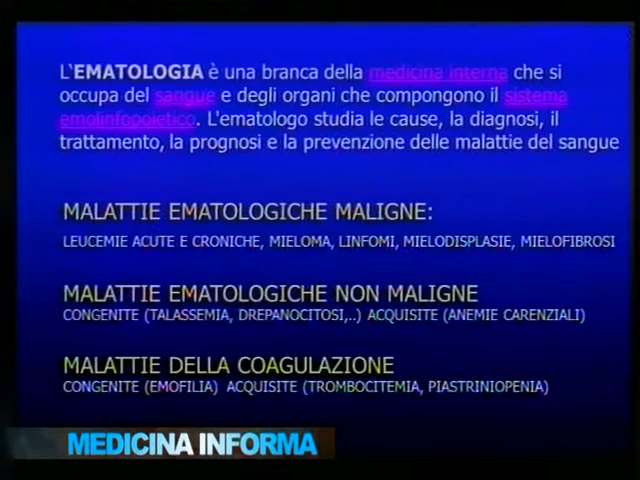 L'EMATOLOGIA è una branca della medicina interna che si
occupa del sangue e degli organi che compongono il sistema
emolinfopoietico. L'ematologo studia le cause, la diagnosi, il
trattamento, la prognosi e la prevenzione delle malattie del sangue
MALATTIE EMATOLOGICHE MALIGNE:
LEUCEMIE ACUTE E CRONICHE, MIELOMA, LINFOMI, MIELODISPLASIE, MIELOFIBROSI
MALATTIE EMATOLOGICHE NON MALIGNE
CONGENITE (TALASSEMIA, DREPANOCITOSI,..) ACQUISITE (ANEMIE CARENZIALI)
MALATTIE DELLA COAGULAZIONE
CONGENITE (EMOFILIA) ACQUISITE (TROMBOCITEMIA, PIASTRINIOPENIA)
MEDICINA INFORMA